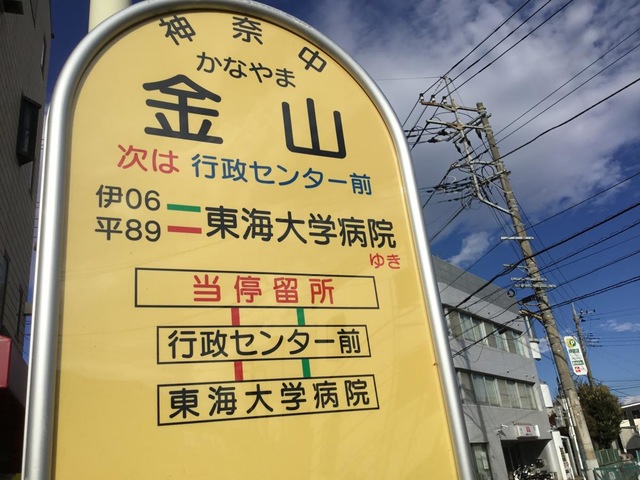 神奈中
かなやま
金山
次は 行政センター前
伊06
平89
東海大学病院
ゆき
当停留所
行政センター前
東海大学病院